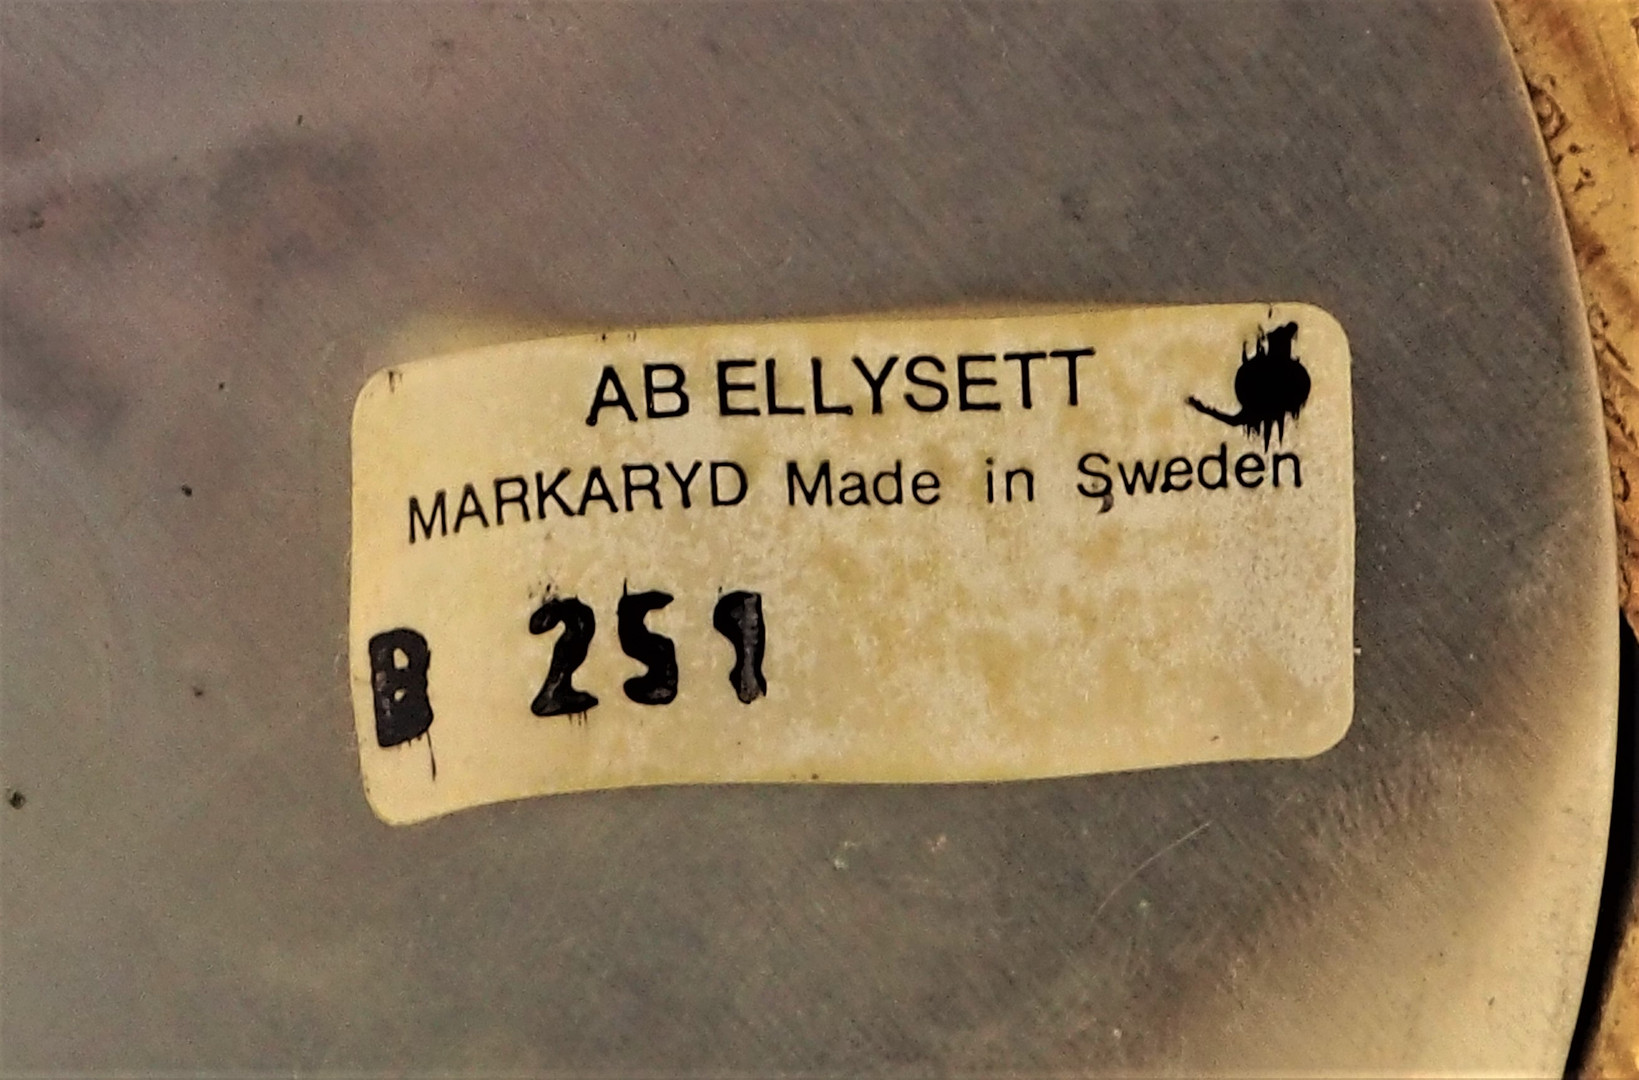 AB ELLYSETT
MARKARYD Made in Sweden
B 251